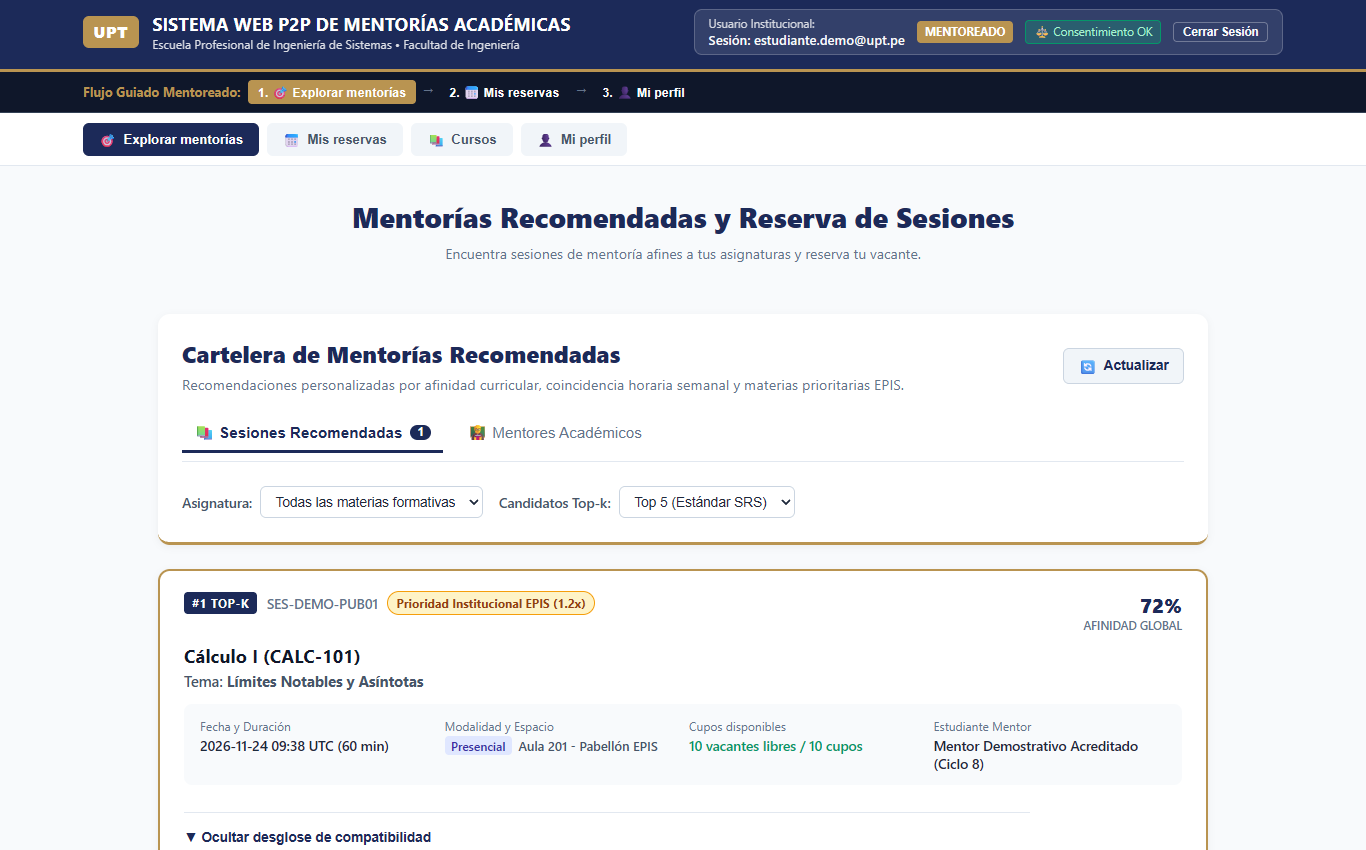 UPT
SISTEMA WEB P2P DE MENTORÍAS ACADÉMICAS
Escuela Profesional de Ingeniería de Sistemas • Facultad de Ingeniería
Usuario Institucional:
Sesión: estudiante.demo@upt.pe
MENTOREADO
Consentimiento OK
Cerrar Sesión
Flujo Guiado Mentoreado: 1. Explorar mentorías → 2. Mis reservas → 3. Mi perfil
Explorar mentorías Mis reservas Cursos Mi perfil
Mentorías Recomendadas y Reserva de Sesiones
Encuentra sesiones de mentoría afines a tus asignaturas y reserva tu vacante.
Cartelera de Mentorías Recomendadas
Recomendaciones personalizadas por afinidad curricular, coincidencia horaria semanal y materias prioritarias EPIS.
Actualizar
Sesiones Recomendadas 1 Mentores Académicos
Asignatura: Todas las materias formativas Candidatos Top-k: Top 5 (Estándar SRS)
#1 TOP-K SES-DEMO-PUB01 Prioridad Institucional EPIS (1.2x)
72%
AFINIDAD GLOBAL
Cálculo I (CALC-101)
Tema: Límites Notables y Asíntotas
Fecha y Duración
2026-11-24 09:38 UTC (60 min)
Modalidad y Espacio
Presencial Aula 201 - Pabellón EPIS
Cupos disponibles
10 vacantes libres / 10 cupos
Estudiante Mentor
Mentor Demostrativo Acreditado
(Ciclo 8)
▼ Ocultar desglose de compatibilidad